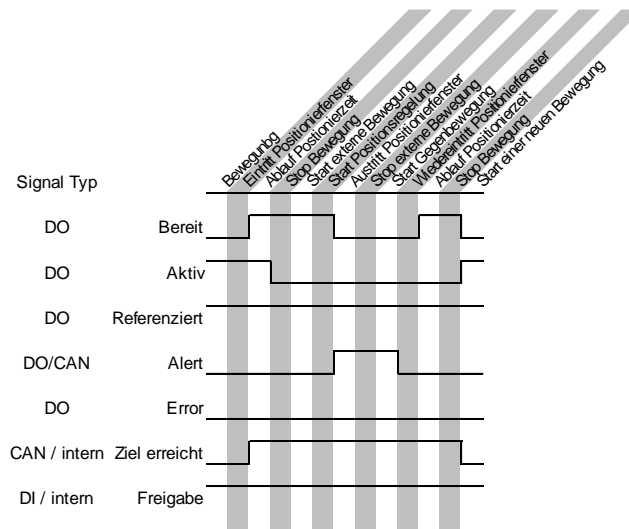 Bewegunbg
Eintritt Positionierfenster
Ablauf Postionierzeit
Stop Bewegung
Start externe Bewegung
Start Positionsregelung
Austritt Positionierfenster
Stop externe Bewegung
Start Gegenbewegung
Wiedereintritt Positionierfenster
Ablauf Positionierzeit
Stop Bewegung
Start einer neuen Bewegung
Signal Typ
DO Bereit
DO Aktiv
DO Referenziert
DO/CAN Alert
DO Error
CAN / intern Ziel erreicht
DI / intern Freigabe